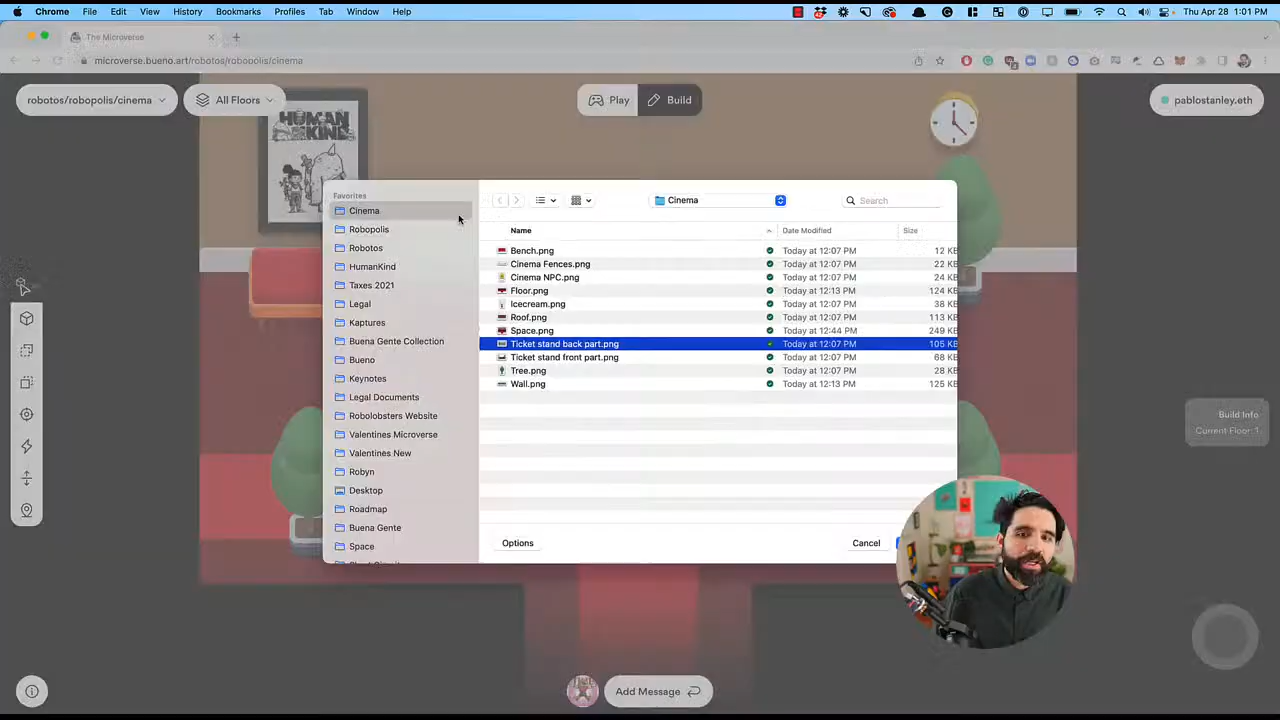 Chrome File Edit View History Bookmarks Profiles Tab Window Help Thu Apr 28 1:01 PM
The Microverse
microverse.bueno.art/robotos/robopolis/cinema
robotos/robopolis/cinema All Floors Play Build pablostanley.eth
HUMAN KIND
Favorites
Cinema
Robopolis
Robotos
HumanKind
Taxes 2021
Legal
Kaptures
Buena Gente Collection
Bueno
Keynotes
Legal Documents
Robolobsters Website
Valentines Microverse
Valentines New
Robyn
Desktop
Roadmap
Buena Gente
Space
Cinema Search
Name Date Modified Size
Bench.png Today at 12:07 PM 12 KB
Cinema Fences.png Today at 12:07 PM 22 KB
Cinema NPC.png Today at 12:07 PM 24 KB
Floor.png Today at 12:13 PM 124 KB
Icecream.png Today at 12:07 PM 38 KB
Roof.png Today at 12:07 PM 113 KB
Space.png Today at 12:44 PM 249 KB
Ticket stand back part.png Today at 12:07 PM 105 KB
Ticket stand front part.png Today at 12:07 PM 68 KB
Tree.png Today at 12:07 PM 28 KB
Wall.png Today at 12:13 PM 125 KB
Options Cancel
Build Info
Current Floor: 1
Add Message